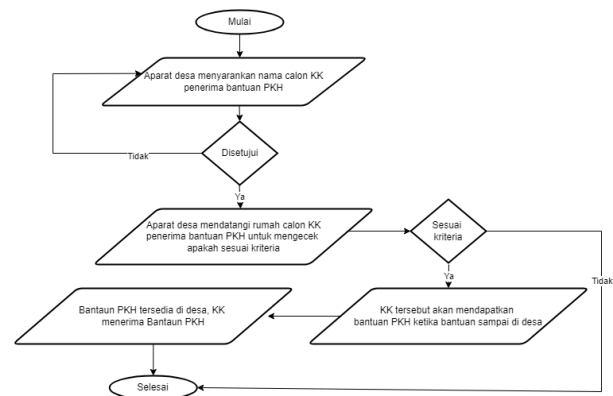 Mulai
Aparat desa menyarankan nama calon KK
penerima bantuan PKH
Disetujui
Tidak
Ya
Aparat desa mendatangi rumah calon KK
penerima bantuan PKH untuk mengecek
apakah sesuai kriteria
Sesuai
kriteria
Tidak
Ya
Bantaun PKH tersedia di desa, KK
menerima Bantaun PKH
KK tersebut akan mendapatkan
bantuan PKH ketika bantuan sampai di desa
Selesai